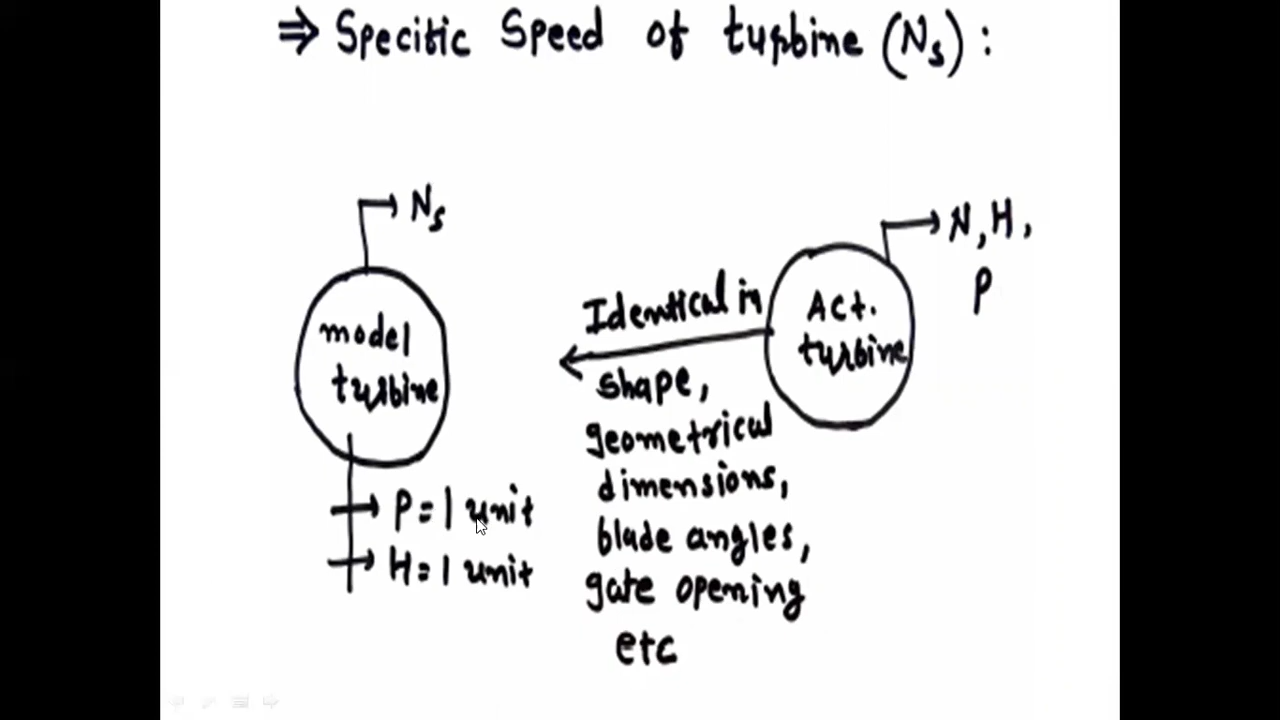 ⇒ Specitic Speed of turbine (Ns) :
→ Ns
→ N, H,
P
model
turbine
Act.
turbine
Identical in
shape,
geometrical
dimensions,
blade angles,
gate opening
etc
→ P = 1 unit
→ H = 1 unit